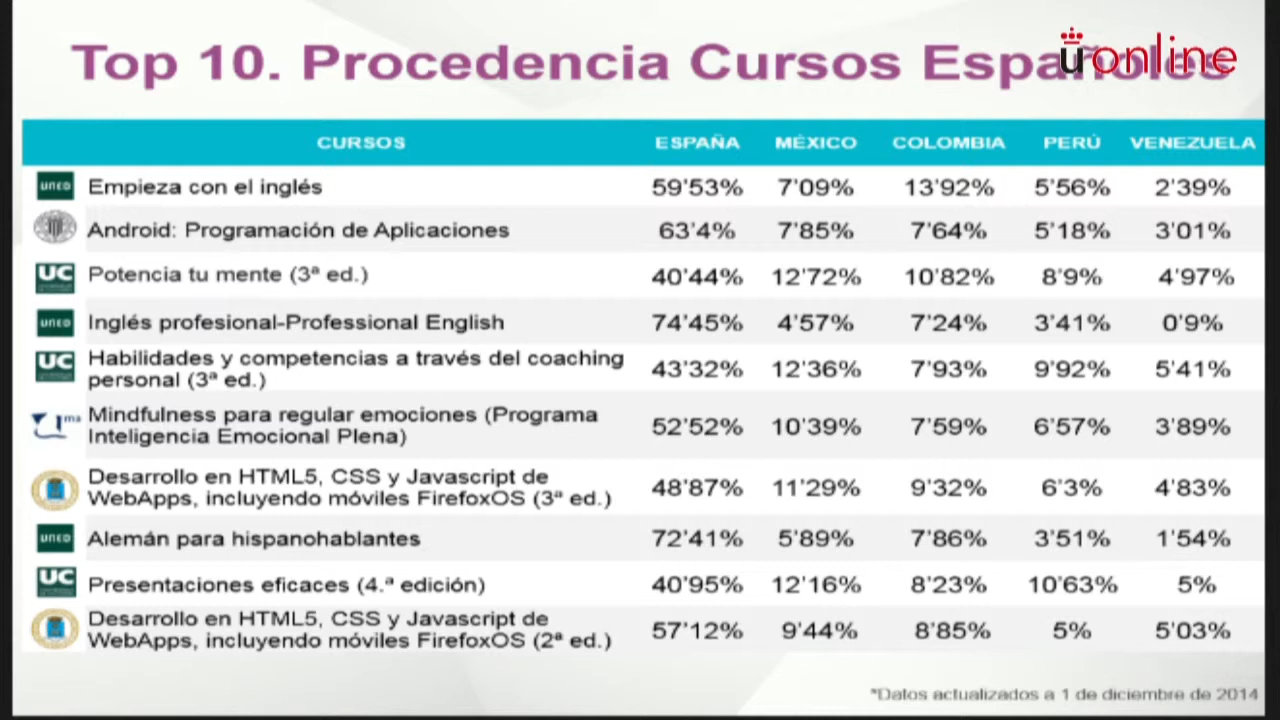 Top 10. Procedencia Cursos Españoles
uonline
CURSOS ESPAÑA MÉXICO COLOMBIA PERÚ VENEZUELA
UNED Empieza con el inglés 59'53% 7'09% 13'92% 5'56% 2'39%
Android: Programación de Aplicaciones 63'4% 7'85% 7'64% 5'18% 3'01%
UC Potencia tu mente (3ª ed.) 40'44% 12'72% 10'82% 8'9% 4'97%
UNED Inglés profesional-Professional English 74'45% 4'57% 7'24% 3'41% 0'9%
UC Habilidades y competencias a través del coaching
personal (3ª ed.) 43'32% 12'36% 7'93% 9'92% 5'41%
uma Mindfulness para regular emociones (Programa
Inteligencia Emocional Plena) 52'52% 10'39% 7'59% 6'57% 3'89%
Desarrollo en HTML5, CSS y Javascript de
WebApps, incluyendo móviles FirefoxOS (3ª ed.) 48'87% 11'29% 9'32% 6'3% 4'83%
UNED Alemán para hispanohablantes 72'41% 5'89% 7'86% 3'51% 1'54%
UC Presentaciones eficaces (4.ª edición) 40'95% 12'16% 8'23% 10'63% 5%
Desarrollo en HTML5, CSS y Javascript de
WebApps, incluyendo móviles FirefoxOS (2ª ed.) 57'12% 9'44% 8'85% 5% 5'03%
*Datos actualizados a 1 de diciembre de 2014